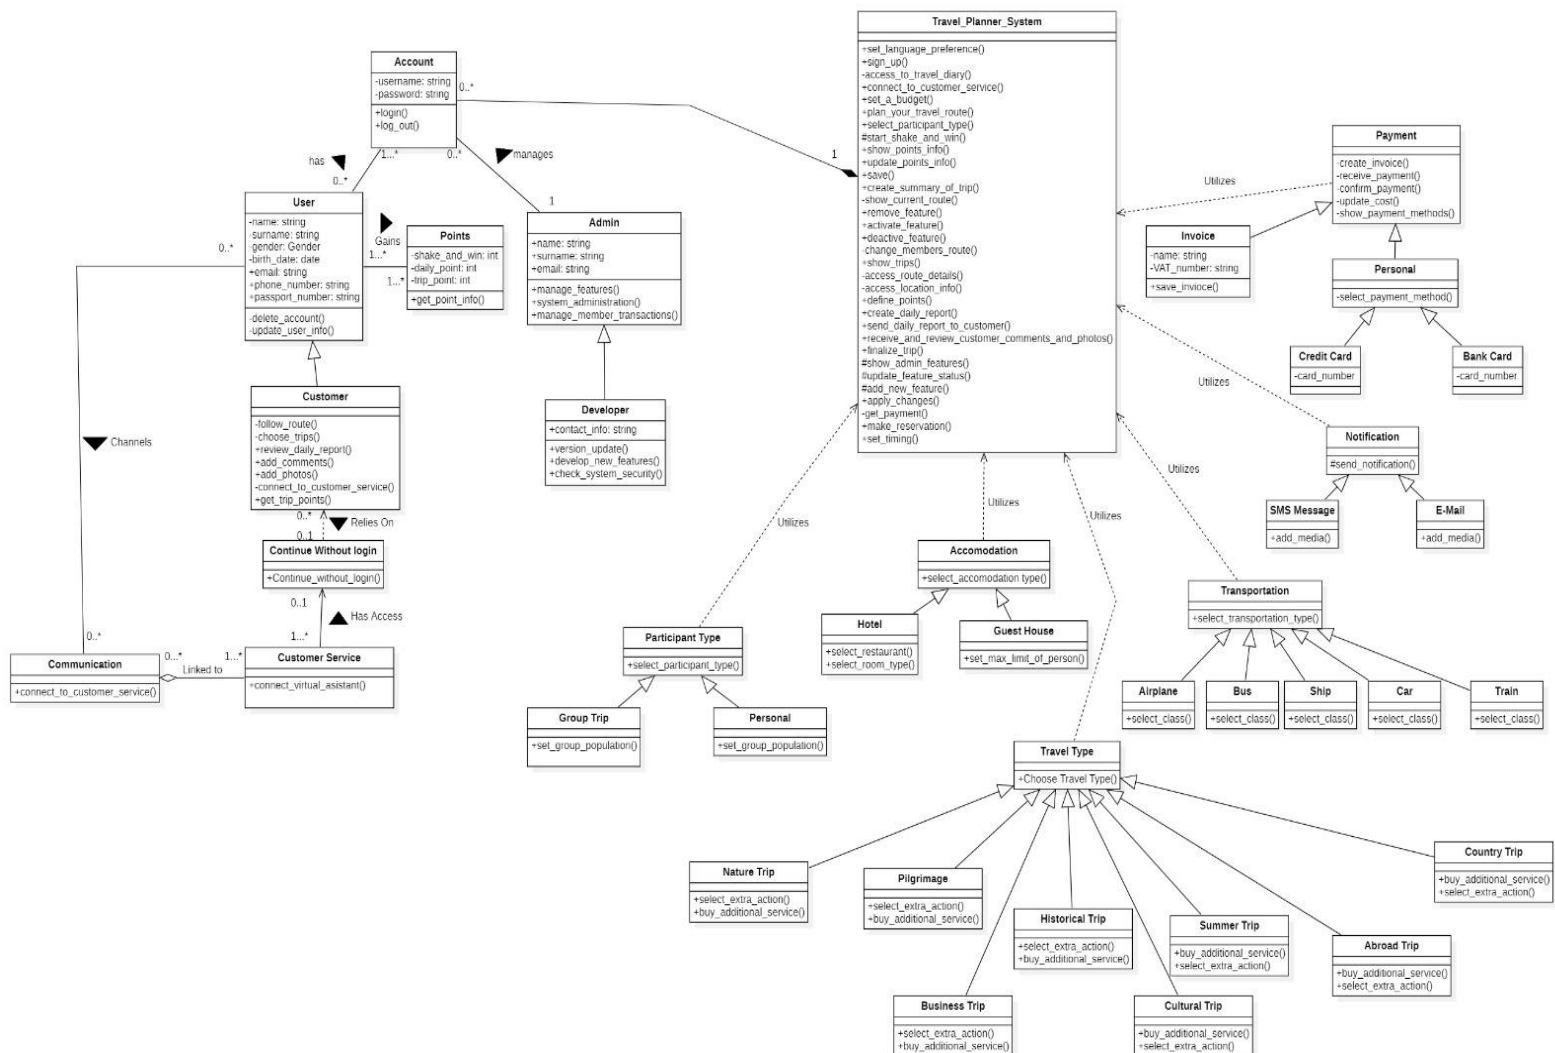 Travel_Planner_System
+set_language_preference()
+sign_up()
-access_to_travel_diary()
+connect_to_customer_service()
+set_a_budget()
+plan_your_travel_route()
+select_participant_type()
#start_shake_and_win()
+show_points_info()
+update_points_info()
+save()
+create_summary_of_trip()
-show_current_route()
+remove_feature()
+activate_feature()
+deactive_feature()
-change_members_route()
+show_trips()
-access_route_details()
-access_location_info()
+define_points()
+create_daily_report()
+send_daily_report_to_customer()
+receive_and_review_customer_comments_and_photos()
+finalize_trip()
#show_admin_features()
#update_feature_status()
#add_new_feature()
+apply_changes()
-get_payment()
+make_reservation()
+set_timing()
Account
-username: string
-password: string
+login()
+log_out()
0..*
1
has
1...*
0..*
0..*
manages
1
User
-name: string
-surname: string
-gender: Gender
-birth_date: date
+email: string
+phone_number: string
+passport_number: string
-delete_account()
-update_user_info()
0..*
Gains
1...*
1...*
Points
-shake_and_win: int
-daily_point: int
-trip_point: int
+get_point_info()
Admin
+name: string
+surname: string
+email: string
+manage_features()
+system_administration()
+manage_member_transactions()
Developer
+contact_info: string
+version_update()
+develop_new_features()
+check_system_security()
Customer
-follow_route()
-choose_trips()
+review_daily_report()
+add_comments()
+add_photos()
-connect_to_customer_service()
+get_trip_points()
Channels
0..*
Relies On
0..1
Continue Without login
+Continue_without_login()
0..1
Has Access
1...*
0..*
Communication
+connect_to_customer_service()
0...*
Linked to
1...*
Customer Service
+connect_virtual_asistant()
Payment
-create_invoice()
-receive_payment()
-confirm_payment()
-update_cost()
-show_payment_methods()
Utilizes
Invoice
-name: string
-VAT_number: string
+save_invioce()
Personal
-select_payment_method()
Credit Card
-card_number
Bank Card
-card_number
Utilizes
Notification
#send_notification()
SMS Message
+add_media()
E-Mail
+add_media()
Utilizes
Transportation
+select_transportation_type()
Airplane
+select_class()
Bus
+select_class()
Ship
+select_class()
Car
+select_class()
Train
+select_class()
Utilizes
Accomodation
+select_accomodation type()
Hotel
+select_restaurant()
+select_room_type()
Guest House
+set_max_limit_of_person()
Utilizes
Participant Type
+select_participant_type()
Group Trip
+set_group_population()
Personal
+set_group_population()
Utilizes
Travel Type
+Choose Travel Type()
Nature Trip
+select_extra_action()
+buy_additional_service()
Pilgrimage
+select_extra_action()
+buy_additional_service()
Historical Trip
+select_extra_action()
+buy_additional_service()
Summer Trip
+buy_additional_service()
+select_extra_action()
Country Trip
+buy_additional_service()
+select_extra_action()
Abroad Trip
+buy_additional_service()
+select_extra_action()
Business Trip
+select_extra_action()
+buy_additional_service()
Cultural Trip
+buy_additional_service()
+select_extra_action()